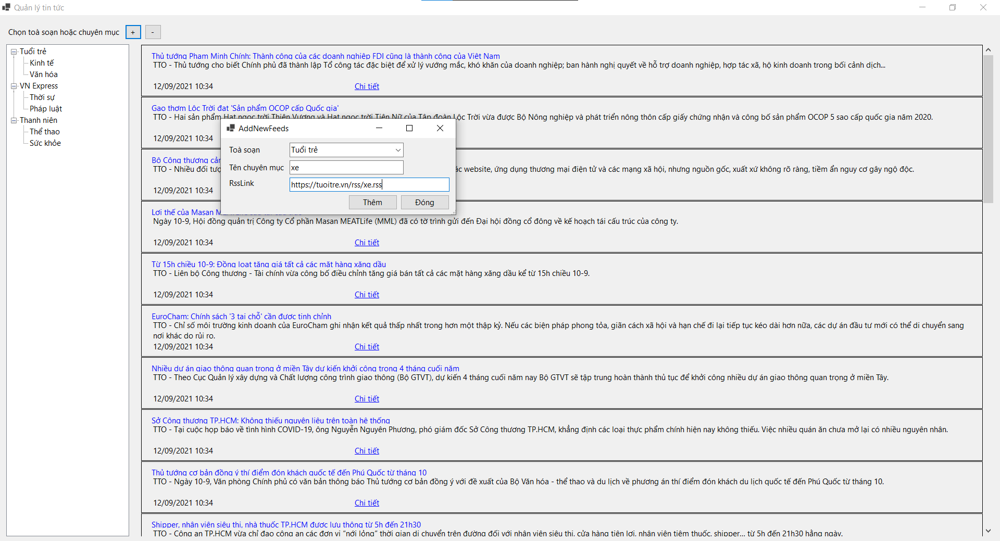 Quản lý tin tức
Chọn toà soạn hoặc chuyên mục
+
-
Tuổi trẻ
Kinh tế
Văn hóa
VN Express
Thời sự
Pháp luật
Thanh niên
Thể thao
Sức khỏe
Thủ tướng Phạm Minh Chính: Thành công của các doanh nghiệp FDI cũng là thành công của Việt Nam
TTO - Thủ tướng cho biết Chính phủ đã thành lập Tổ công tác đặc biệt để xử lý vướng mắc, khó khăn của doanh nghiệp; ban hành nghị quyết về hỗ trợ doanh nghiệp, hợp tác xã, hộ kinh doanh trong bối cảnh dịch...
12/09/2021 10:34
Chi tiết
Gạo thơm Lộc Trời đạt 'Sản phẩm OCOP cấp Quốc gia'
TTO - Hai sản phẩm Hạt ngọc trời Thiên Vương và Hạt ngọc trời Tiên Nữ của Tập đoàn Lộc Trời vừa được Bộ Nông nghiệp và phát triển nông thôn cấp giấy chứng nhận và công bố sản phẩm OCOP 5 sao cấp quốc gia năm 2020.
12/09/2021 10:34
AddNewFeeds
Toà soạn
Tuổi trẻ
Tên chuyên mục
xe
RssLink
https://tuoitre.vn/rss/xe.rss
Thêm
Đóng
Bộ Công thương
TTO - Nhiều đối website, ứng dụng thương mại điện tử và các mạng xã hội, nhưng nguồn gốc, xuất xứ không rõ ràng, tiềm ẩn nguy cơ gây ngộ độc.
12/09/2021 10:34
Lợi thế của Masan
Ngày 10-9, Hội đồng quản trị Công ty Cổ phần Masan MEATLife (MML) đã có tờ trình gửi đến Đại hội đồng cổ đông về kế hoạch tái cấu trúc của công ty.
12/09/2021 10:34
Chi tiết
Từ 15h chiều 10-9: Đồng loạt tăng giá tất cả các mặt hàng xăng dầu
TTO - Liên bộ Công thương - Tài chính vừa công bố điều chỉnh tăng giá bán tất cả các mặt hàng xăng dầu kể từ 15h chiều 10-9.
12/09/2021 10:34
Chi tiết
EuroCham: Chính sách '3 tại chỗ' cần được tinh chỉnh
TTO - Chỉ số môi trường kinh doanh của EuroCham ghi nhận kết quả thấp nhất trong hơn một thập kỷ. Nếu các biện pháp phong tỏa, giãn cách xã hội và hạn chế đi lại tiếp tục kéo dài hơn nữa, các dự án đầu tư mới có thể di chuyển sang
nơi khác do rủi ro.
12/09/2021 10:34
Chi tiết
Nhiều dự án giao thông quan trọng ở miền Tây dự kiến khởi công trong 4 tháng cuối năm
TTO - Theo Cục Quản lý xây dựng và Chất lượng công trình giao thông (Bộ GTVT), dự kiến 4 tháng cuối năm nay Bộ GTVT sẽ tập trung hoàn thành thủ tục để khởi công nhiều dự án giao thông quan trọng ở miền Tây.
12/09/2021 10:34
Chi tiết
Sở Công thương TP.HCM: Không thiếu nguyên liệu trên toàn hệ thống
TTO - Tại cuộc họp báo về tình hình COVID-19, ông Nguyễn Nguyên Phương, phó giám đốc Sở Công thương TP.HCM, khẳng định các loại thực phẩm chính hiện nay không thiếu. Việc nhiều quán ăn chưa mở lại có nhiều nguyên nhân.
12/09/2021 10:34
Chi tiết
Thủ tướng cơ bản đồng ý thí điểm đón khách quốc tế đến Phú Quốc từ tháng 10
TTO - Ngày 10-9, Văn phòng Chính phủ có văn bản thông báo Thủ tướng cơ bản đồng ý với đề xuất của Bộ Văn hóa - thể thao và du lịch về phương án thí điểm đón khách du lịch quốc tế đến Phú Quốc từ tháng 10.
12/09/2021 10:34
Chi tiết
Shipper, nhân viên siêu thị, nhà thuốc TP.HCM được lưu thông từ 5h đến 21h30
TTO - Công an TP.HCM vừa chỉ đạo công an các đơn vị “nới lỏng” thời gian di chuyển trên đường đối với nhân viên siêu thị, cửa hàng tiện lợi, nhân viên tiệm thuốc, shipper... từ 5h đến 21h30 hằng ngày.